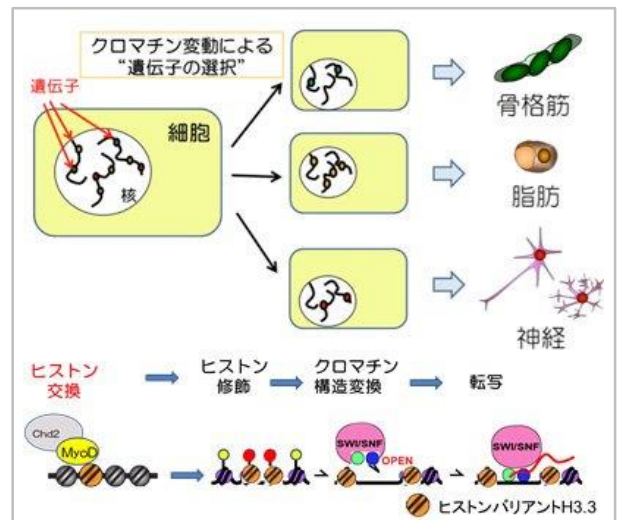 クロマチン変動による
“遺伝子の選択”
遺伝子
細胞
核
骨格筋
脂肪
神経
ヒストン
交換
ヒストン
修飾
クロマチン
構造変換
転写
Chd2
MyoD
SWI/SNF
OPEN
SWI/SNF
ヒストンバリアントH3.3